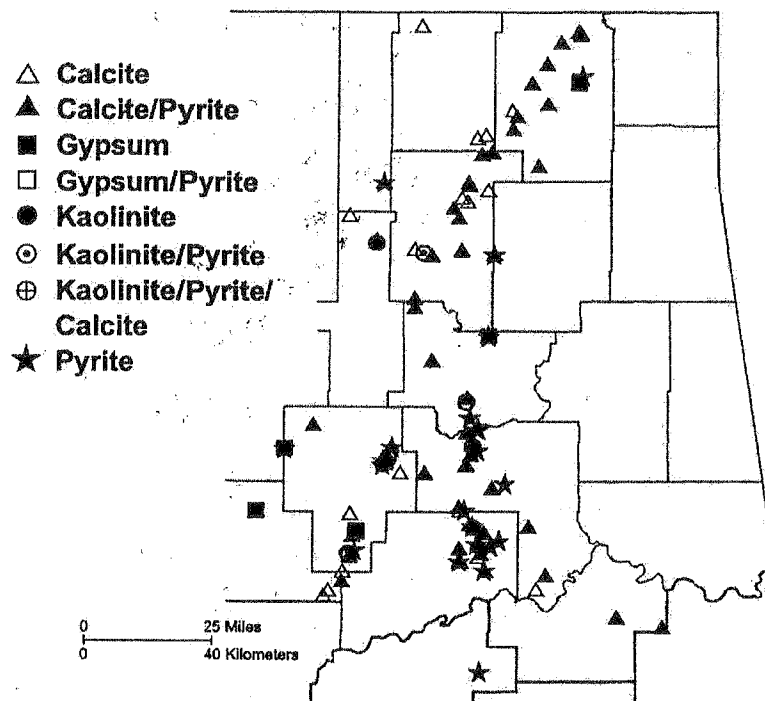 Calcite
Calcite/Pyrite
Gypsum
Gypsum/Pyrite
Kaolinite
Kaolinite/Pyrite
Kaolinite/Pyrite/
Calcite
Pyrite
0 25 Miles
0 40 Kilometers